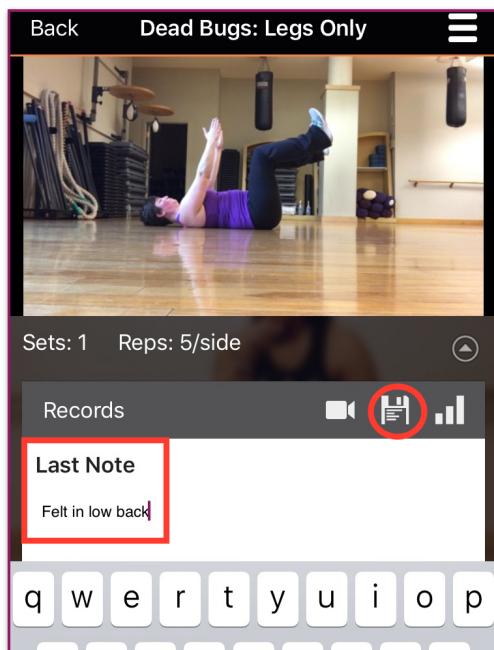 Back Dead Bugs: Legs Only
Sets: 1 Reps: 5/side
Records
Last Note
Felt in low back
q w e r t y u i o p